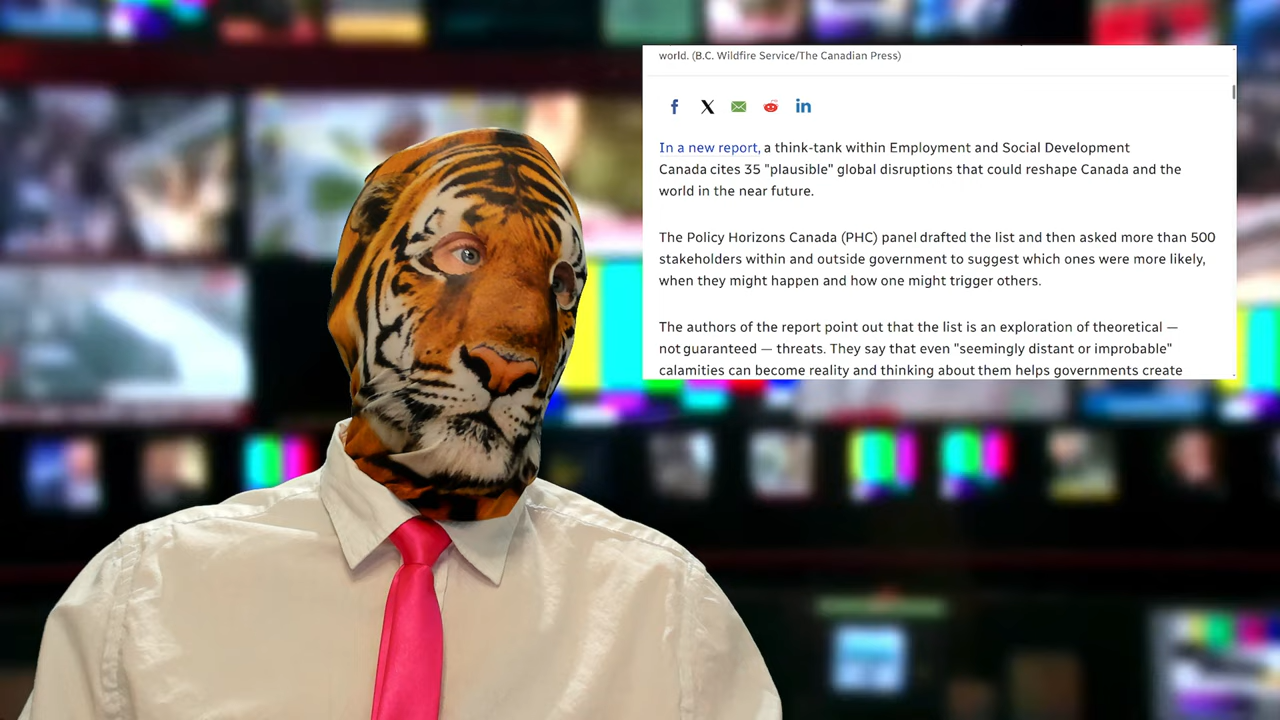 world. (B.C. Wildfire Service/The Canadian Press)
In a new report, a think-tank within Employment and Social Development
Canada cites 35 "plausible" global disruptions that could reshape Canada and the
world in the near future.
The Policy Horizons Canada (PHC) panel drafted the list and then asked more than 500
stakeholders within and outside government to suggest which ones were more likely,
when they might happen and how one might trigger others.
The authors of the report point out that the list is an exploration of theoretical —
not guaranteed — threats. They say that even "seemingly distant or improbable"
calamities can become reality and thinking about them helps governments create